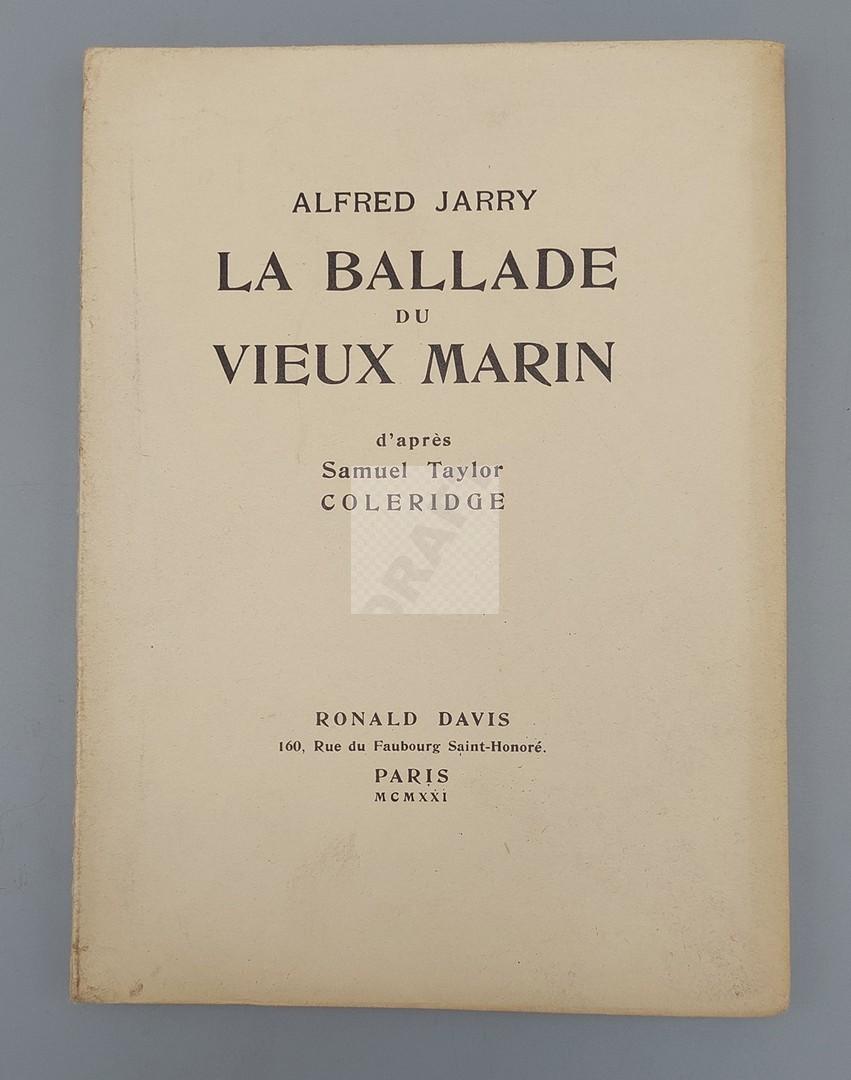 ALFRED JARRY
LA BALLADE
DU
VIEUX MARIN
d'après
Samuel Taylor
COLERIDGE
RONALD DAVIS
160, Rue du Faubourg Saint-Honoré.
PARIS
MCMXXI